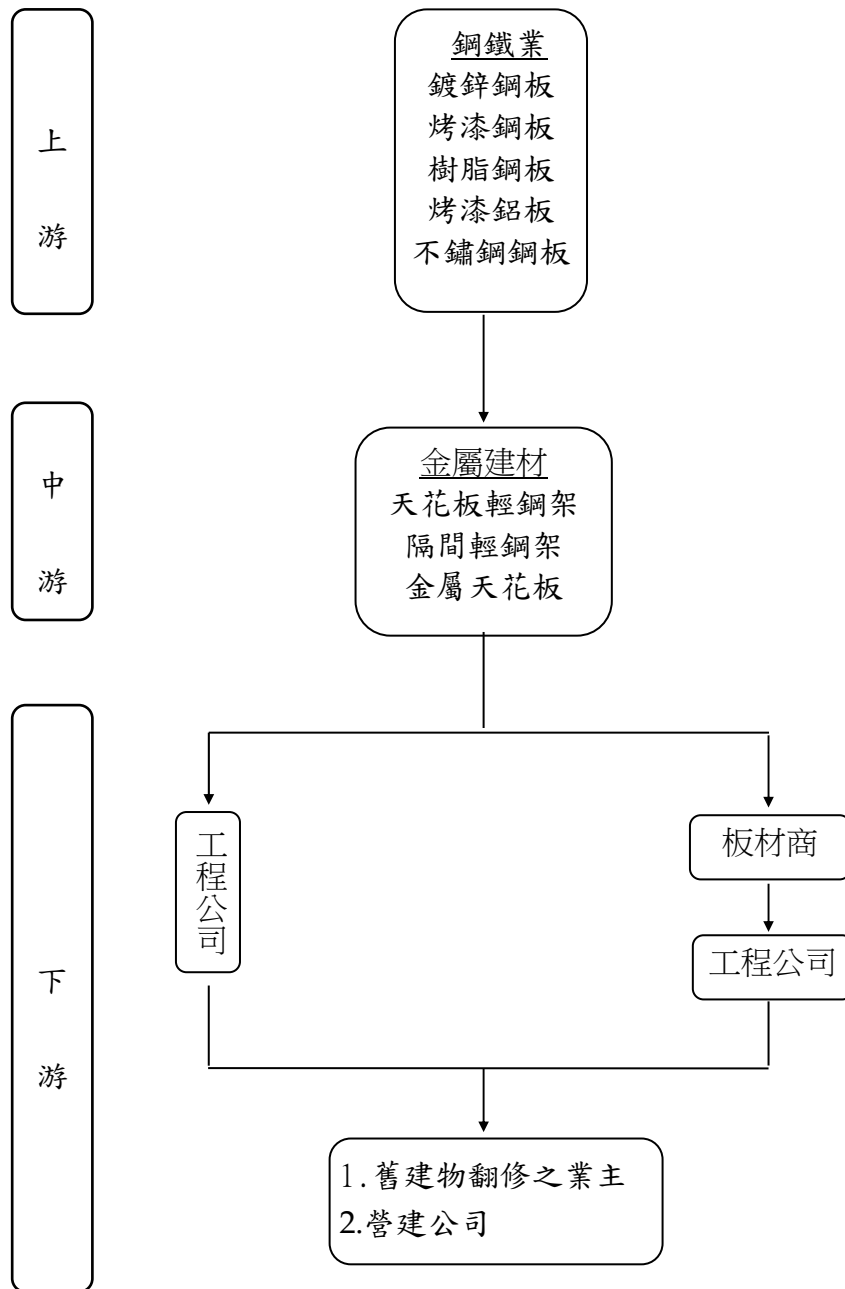 上游
鋼鐵業
鍍鋅鋼板
烤漆鋼板
樹脂鋼板
烤漆鋁板
不鏽鋼鋼板
中游
金屬建材
天花板輕鋼架
隔間輕鋼架
金屬天花板
下游
工程公司
板材商
工程公司
1.舊建物翻修之業主
2.營建公司